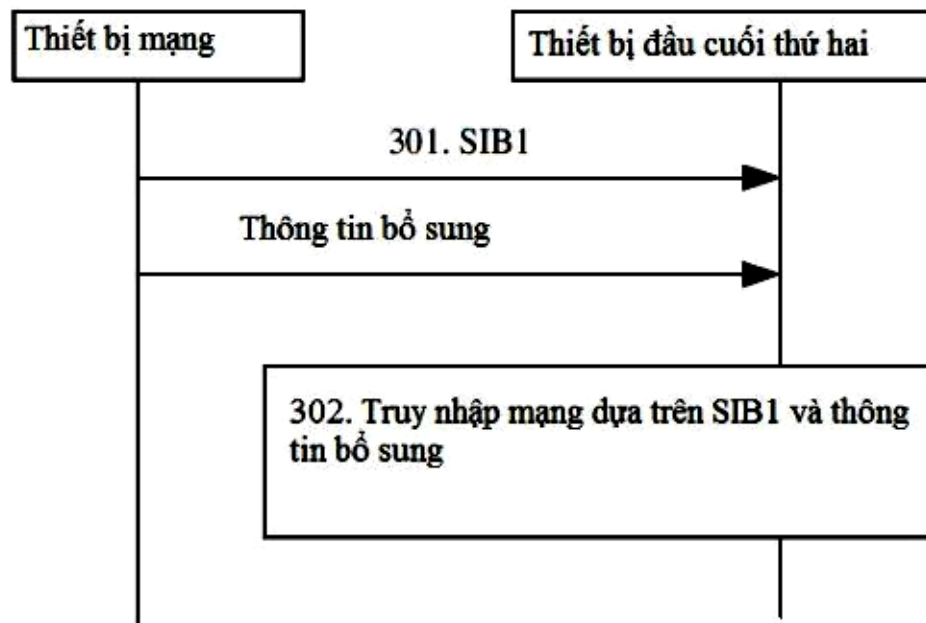 Thiết bị mạng
Thiết bị đầu cuối thứ hai
301. SIB1
Thông tin bổ sung
302. Truy nhập mạng dựa trên SIB1 và thông
tin bổ sung